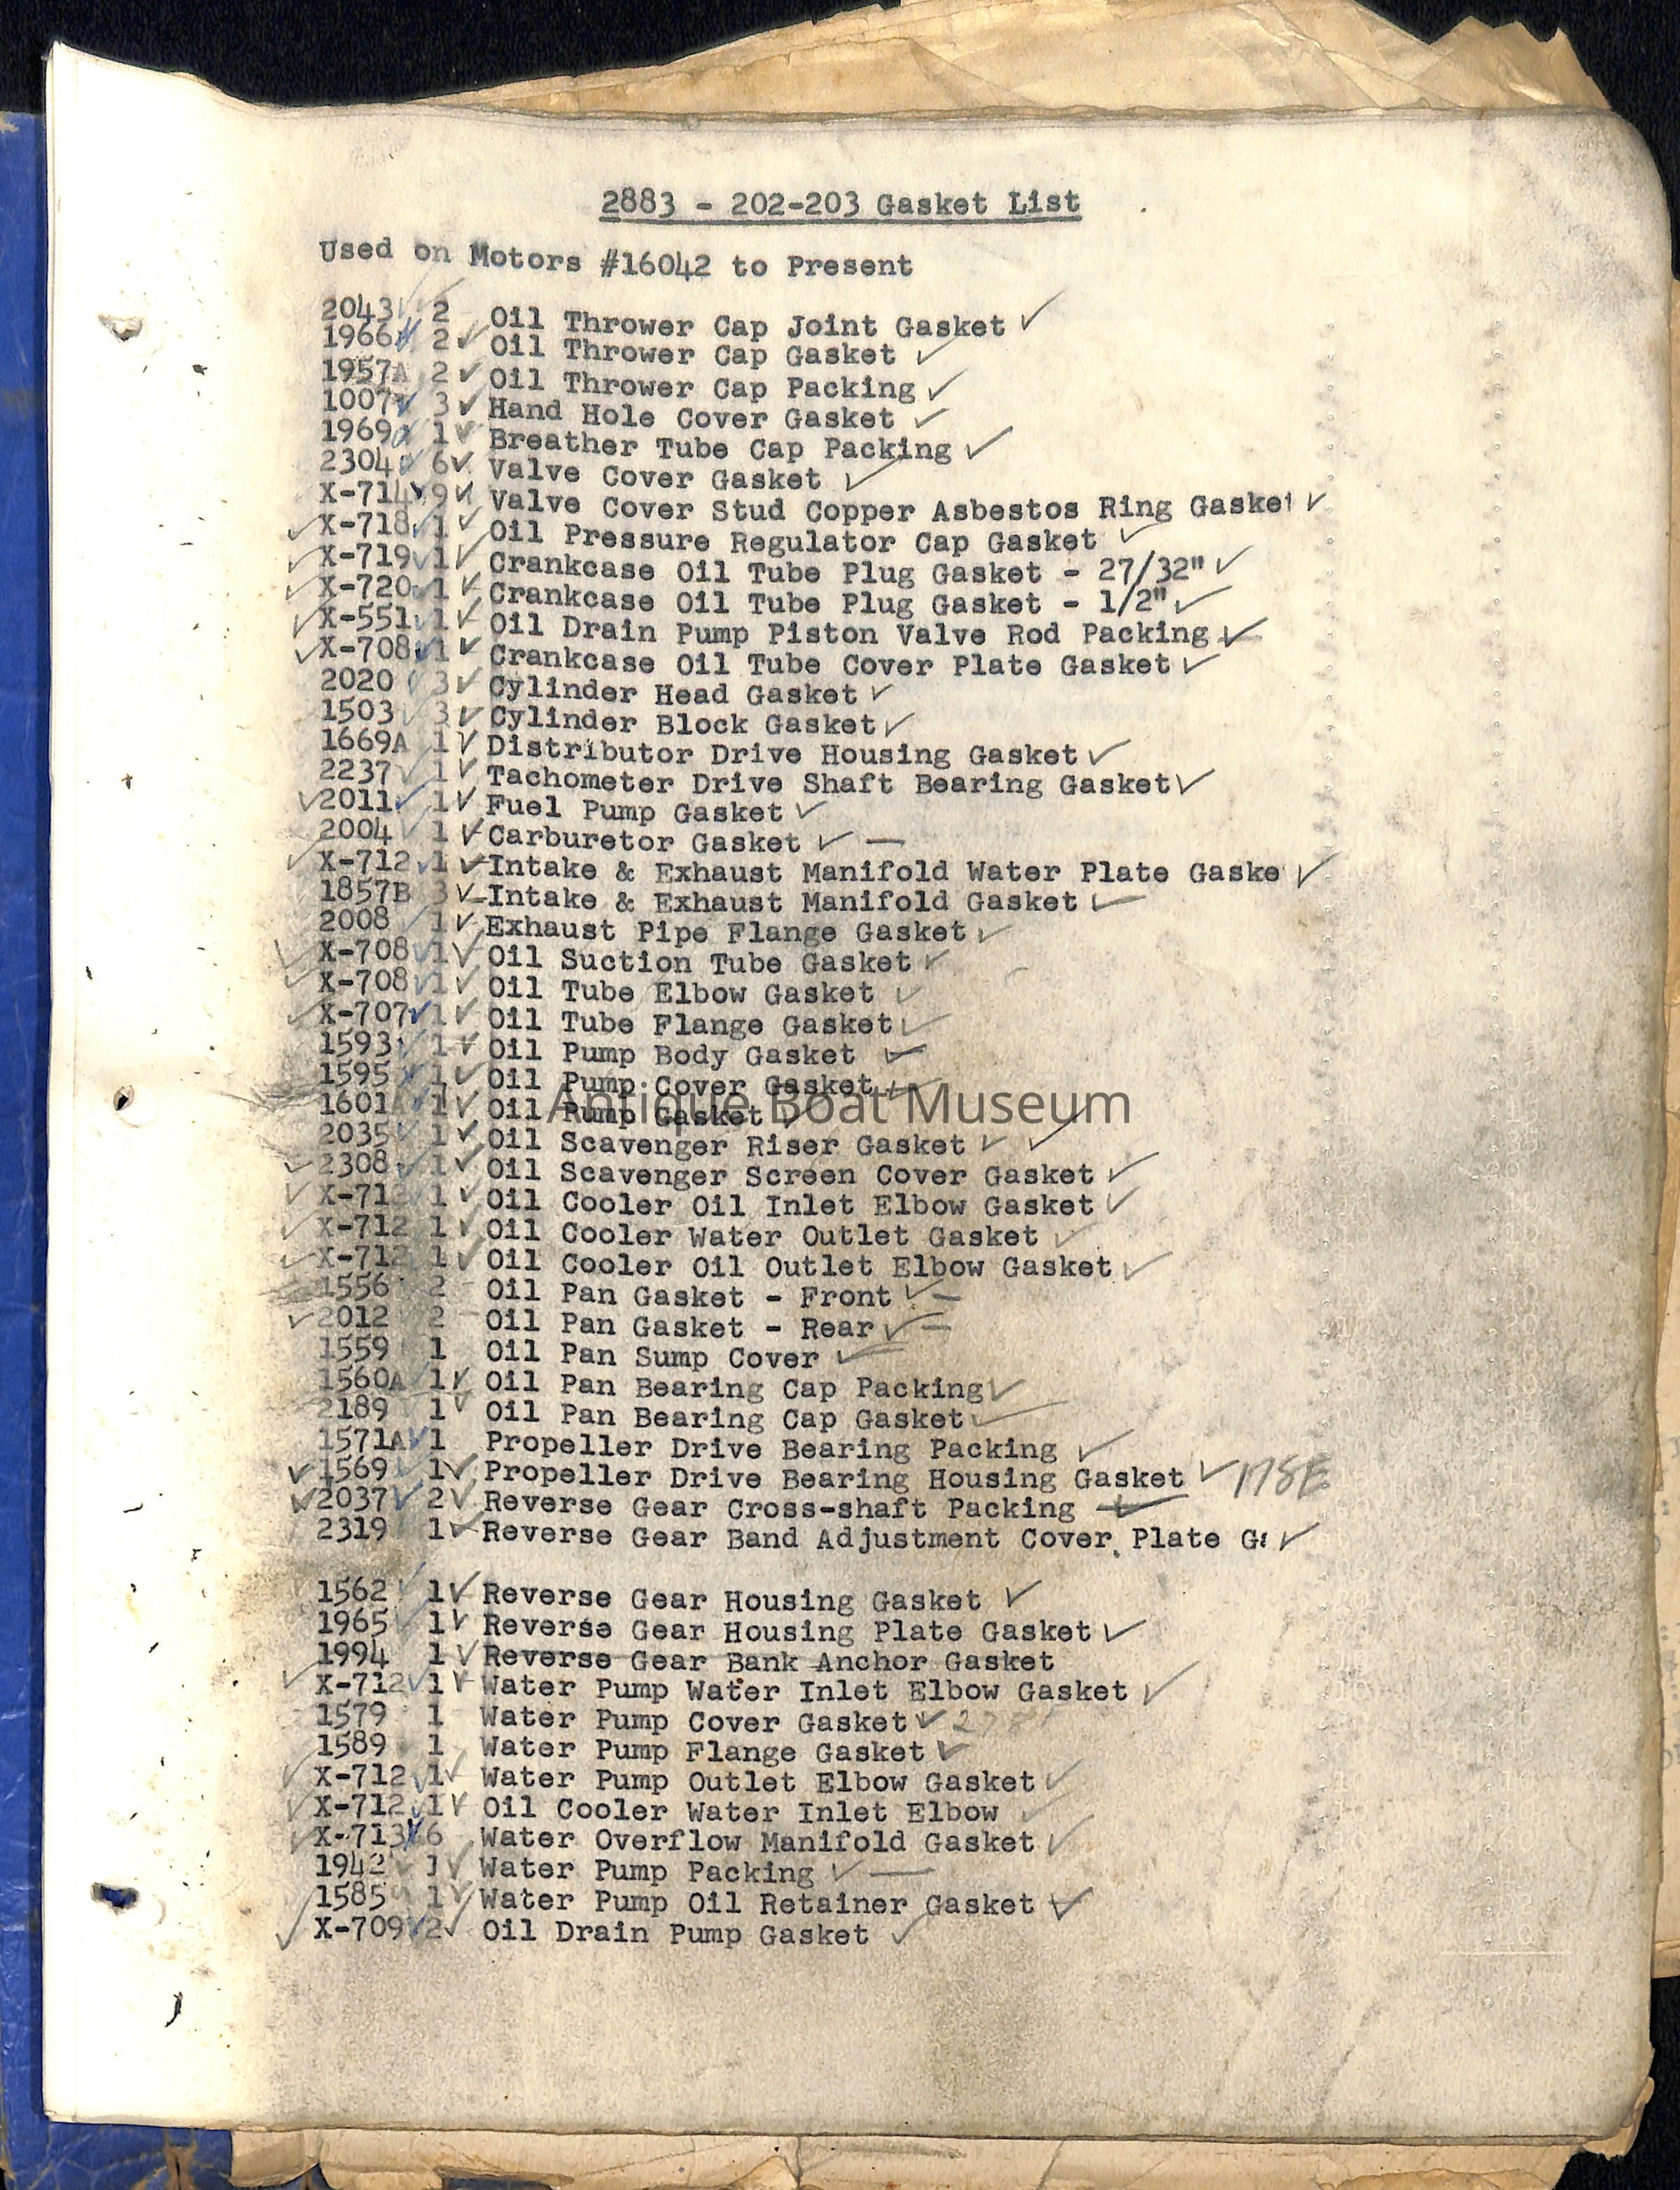 2883 - 202-203 Gasket List
Used on Motors #16042 to Present
2043 2 Oil Thrower Cap Joint Gasket ✓
1966 2 ✓ Oil Thrower Cap Gasket ✓
1957A 2 ✓ Oil Thrower Cap Packing ✓
1007 ✓ 3 ✓ Hand Hole Cover Gasket ✓
1969 1 ✓ Breather Tube Cap Packing ✓
2304 6 ✓ Valve Cover Gasket ✓
X-714 ✓ 9 ✓ Valve Cover Stud Copper Asbestos Ring Gasket ✓
✓ X-718 ✓ 1 ✓ Oil Pressure Regulator Cap Gasket ✓
✓ X-719 ✓ 1 ✓ Crankcase Oil Tube Plug Gasket - 27/32" ✓
✓ X-720 ✓ 1 ✓ Crankcase Oil Tube Plug Gasket - 1/2" ✓
✓ X-551 ✓ 1 ✓ Oil Drain Pump Piston Valve Rod Packing ✓
✓ X-708 ✓ 1 ✓ Crankcase Oil Tube Cover Plate Gasket ✓
2020 3 ✓ Cylinder Head Gasket ✓
1503 ✓ 3 ✓ Cylinder Block Gasket ✓
1669A 1 ✓ Distributor Drive Housing Gasket ✓
2237 ✓ 1 ✓ Tachometer Drive Shaft Bearing Gasket ✓
✓ 2011 ✓ 1 ✓ Fuel Pump Gasket ✓
2004 ✓ 1 ✓ Carburetor Gasket ✓ —
✓ X-712 ✓ 1 ✓ Intake & Exhaust Manifold Water Plate Gaske ✓
1857B 3 ✓ Intake & Exhaust Manifold Gasket ✓
2008 ✓ 1 ✓ Exhaust Pipe Flange Gasket ✓
✓ X-708 ✓ 1 ✓ Oil Suction Tube Gasket ✓
✓ X-708 ✓ 1 ✓ Oil Tube Elbow Gasket ✓
✓ X-707 ✓ 1 ✓ Oil Tube Flange Gasket ✓
1593 ✓ 1 ✓ Oil Pump Body Gasket ✓
1595 ✓ 1 ✓ Oil Pump Cover Gasket ✓
1601A 1 ✓ Oil Pump Gasket ✓
Antique Boat Museum
2035 ✓ 1 ✓ Oil Scavenger Riser Gasket ✓ ✓
✓ 2308 ✓ 1 ✓ Oil Scavenger Screen Cover Gasket ✓
✓ X-712 1 ✓ Oil Cooler Oil Inlet Elbow Gasket ✓
✓ X-712 1 ✓ Oil Cooler Water Outlet Gasket ✓
✓ X-712 1 ✓ Oil Cooler Oil Outlet Elbow Gasket ✓
1556 2 Oil Pan Gasket - Front ✓ —
✓ 2012 2 Oil Pan Gasket - Rear ✓ —
1559 1 Oil Pan Sump Cover ✓
1560A 1 ✓ Oil Pan Bearing Cap Packing ✓
2189 1 ✓ Oil Pan Bearing Cap Gasket ✓
1571A ✓ 1 Propeller Drive Bearing Packing ✓
✓ 1569 ✓ 1 ✓ Propeller Drive Bearing Housing Gasket ✓ 178E
✓ 2037 ✓ 2 ✓ Reverse Gear Cross-shaft Packing ✓
2319 1 ✓ Reverse Gear Band Adjustment Cover Plate Ga ✓
1562 ✓ 1 ✓ Reverse Gear Housing Gasket ✓
1965 ✓ 1 ✓ Reverse Gear Housing Plate Gasket ✓
1994 1 ✓ Reverse Gear Bank Anchor Gasket
✓ X-712 ✓ 1 ✓ Water Pump Water Inlet Elbow Gasket ✓
1579 1 Water Pump Cover Gasket ✓
1589 1 Water Pump Flange Gasket ✓
✓ X-712 ✓ 1 ✓ Water Pump Outlet Elbow Gasket ✓
✓ X-712 ✓ 1 ✓ Oil Cooler Water Inlet Elbow ✓
✓ X-713 ✓ 6 Water Overflow Manifold Gasket ✓
1942 ✓ 1 ✓ Water Pump Packing ✓ —
1585 1 ✓ Water Pump Oil Retainer Gasket ✓
✓ X-709 ✓ 2 ✓ Oil Drain Pump Gasket ✓